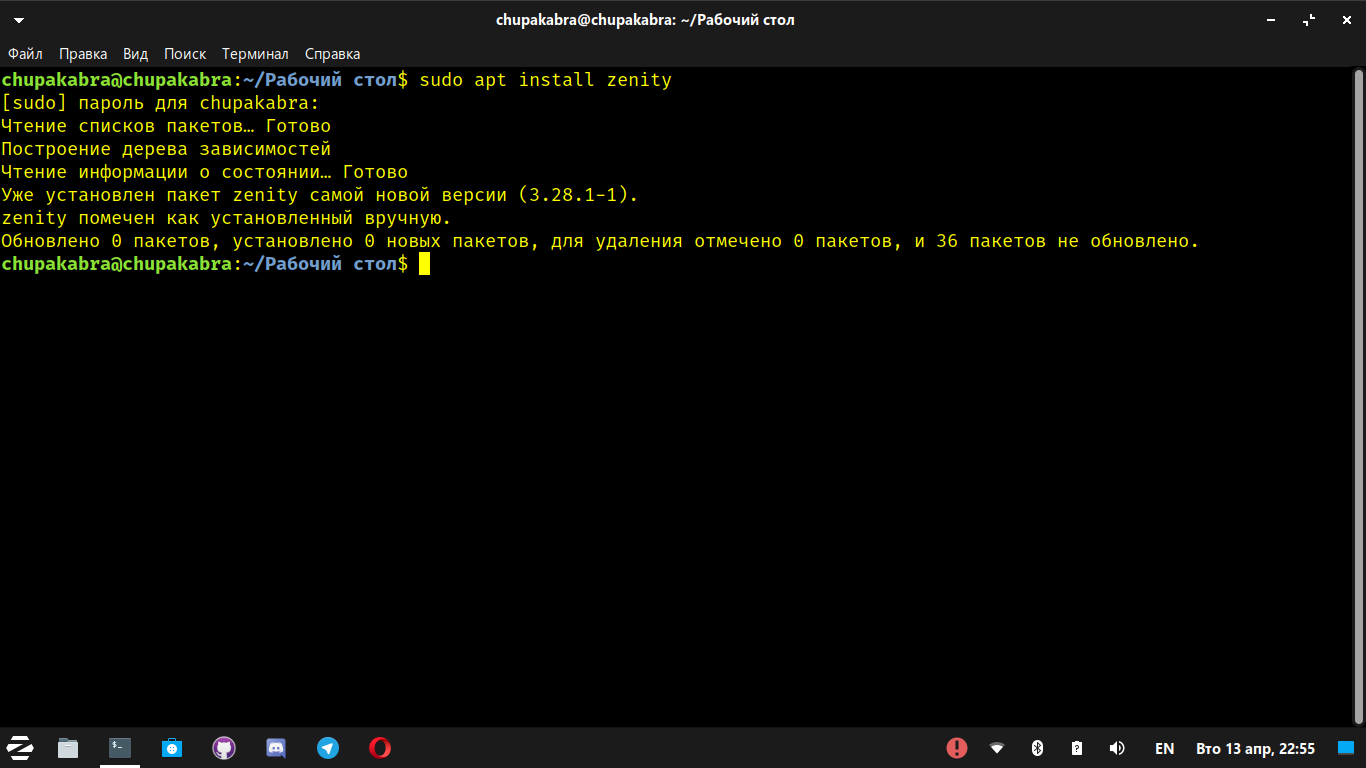 chupakabra@chupakabra: ~/Рабочий стол
Файл Правка Вид Поиск Терминал Справка
chupakabra@chupakabra:~/Рабочий стол$ sudo apt install zenity
[sudo] пароль для chupakabra:
Чтение списков пакетов… Готово
Построение дерева зависимостей
Чтение информации о состоянии… Готово
Уже установлен пакет zenity самой новой версии (3.28.1-1).
zenity помечен как установленный вручную.
Обновлено 0 пакетов, установлено 0 новых пакетов, для удаления отмечено 0 пакетов, и 36 пакетов не обновлено.
chupakabra@chupakabra:~/Рабочий стол$
EN Вто 13 апр, 22:55